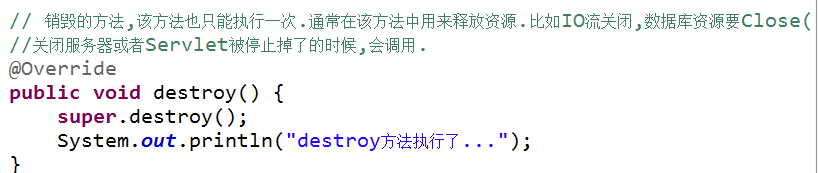 // 销毁的方法,该方法也只能执行一次.通常在该方法中用来释放资源.比如IO流关闭,数据库资源要Close(
//关闭服务器或者Servlet被停止掉了的时候,会调用.
@Override
public void destroy() {
    super.destroy();
    System.out.println("destroy方法执行了...");
}